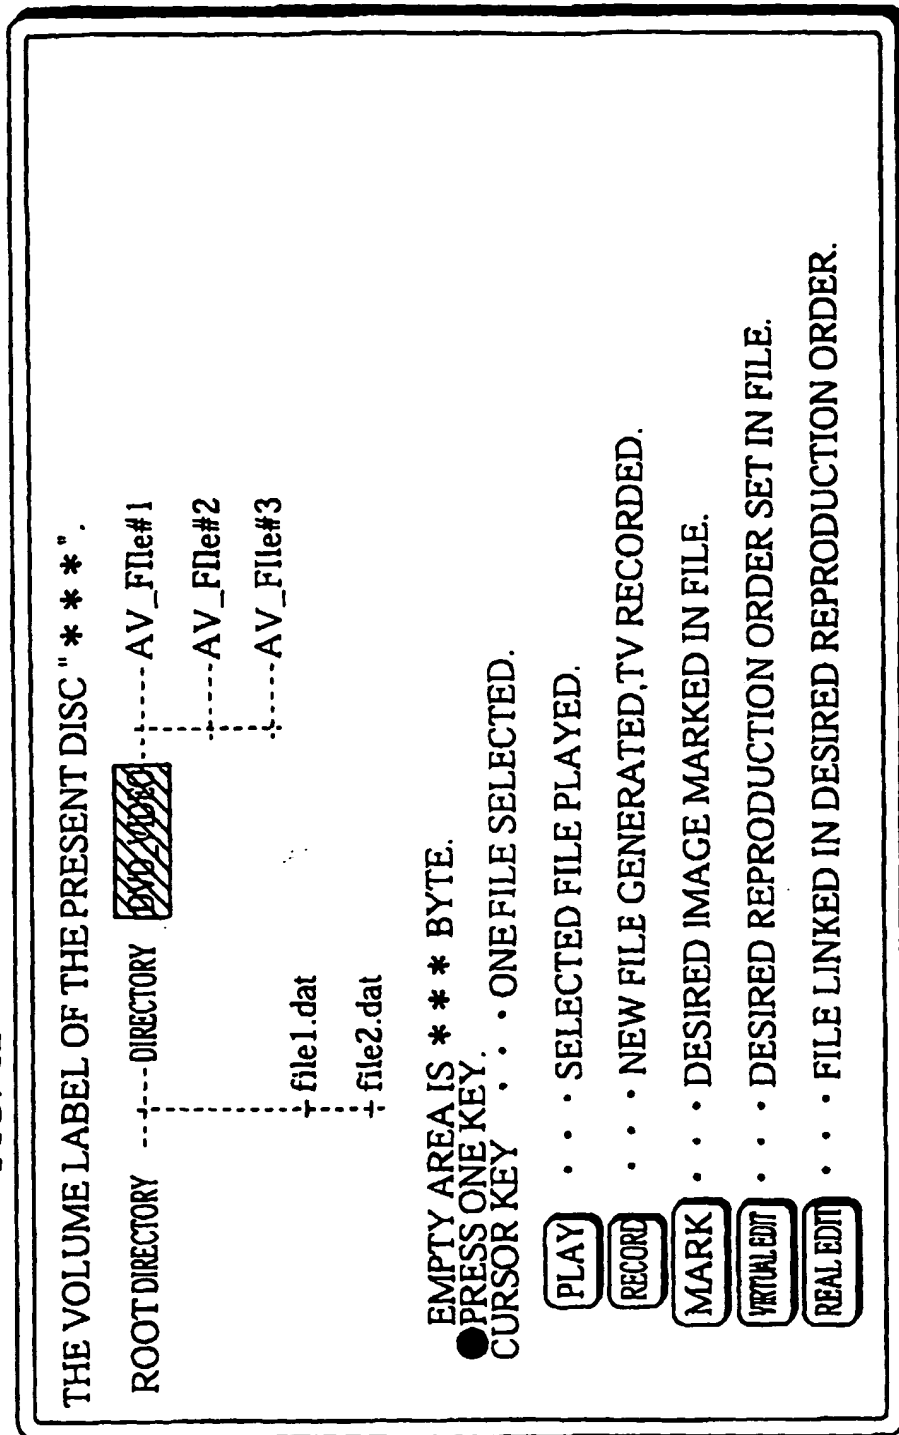 THE VOLUME LABEL OF THE PRESENT DISC "＊＊＊".
ROOT DIRECTORY ----- DIRECTORY DVD_VIDEO ----- AV_FIle#1
----AV_FIle#2
---AV_FIle#3
file1.dat
file2.dat
EMPTY AREA IS ＊＊＊ BYTE.
●PRESS ONE KEY.
CURSOR KEY ・・・ONE FILE SELECTED.
PLAY ・・・SELECTED FILE PLAYED.
RECORD ・・・NEW FILE GENERATED,TV RECORDED.
MARK ・・・DESIRED IMAGE MARKED IN FILE.
VIRTUAL EDIT ・・・DESIRED REPRODUCTION ORDER SET IN FILE.
REAL EDIT ・・・FILE LINKED IN DESIRED REPRODUCTION ORDER.